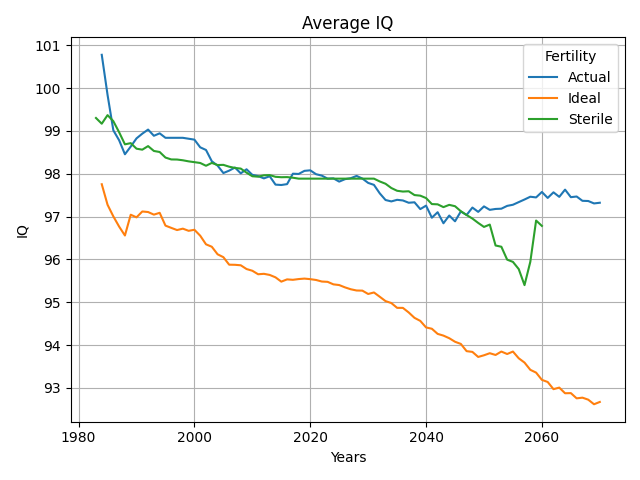 Average IQ
101
100
99
98
97
96
95
94
93
IQ
Fertility
Actual
Ideal
Sterile
1980
2000
2020
2040
2060
Years